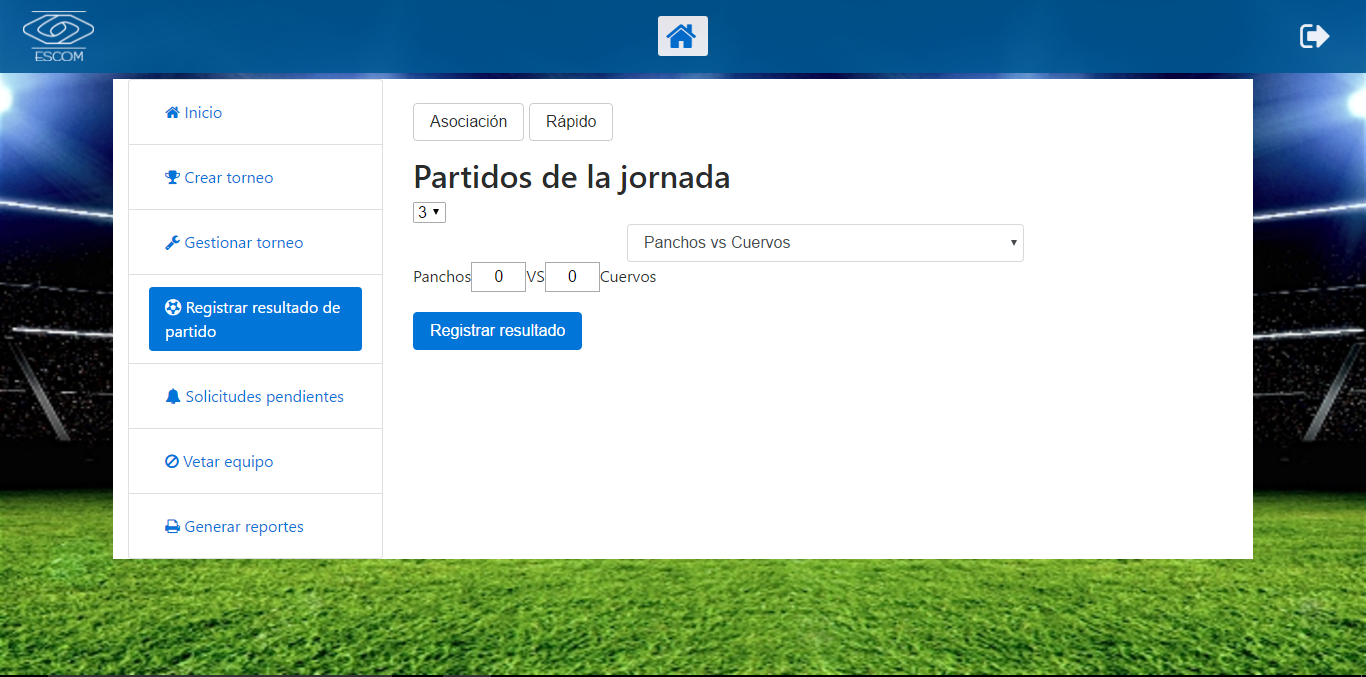 ESCOM
Inicio
Crear torneo
Gestionar torneo
Registrar resultado de
partido
Solicitudes pendientes
Vetar equipo
Generar reportes
Asociación Rápido
Partidos de la jornada
3
Panchos vs Cuervos
Panchos 0 VS 0 Cuervos
Registrar resultado